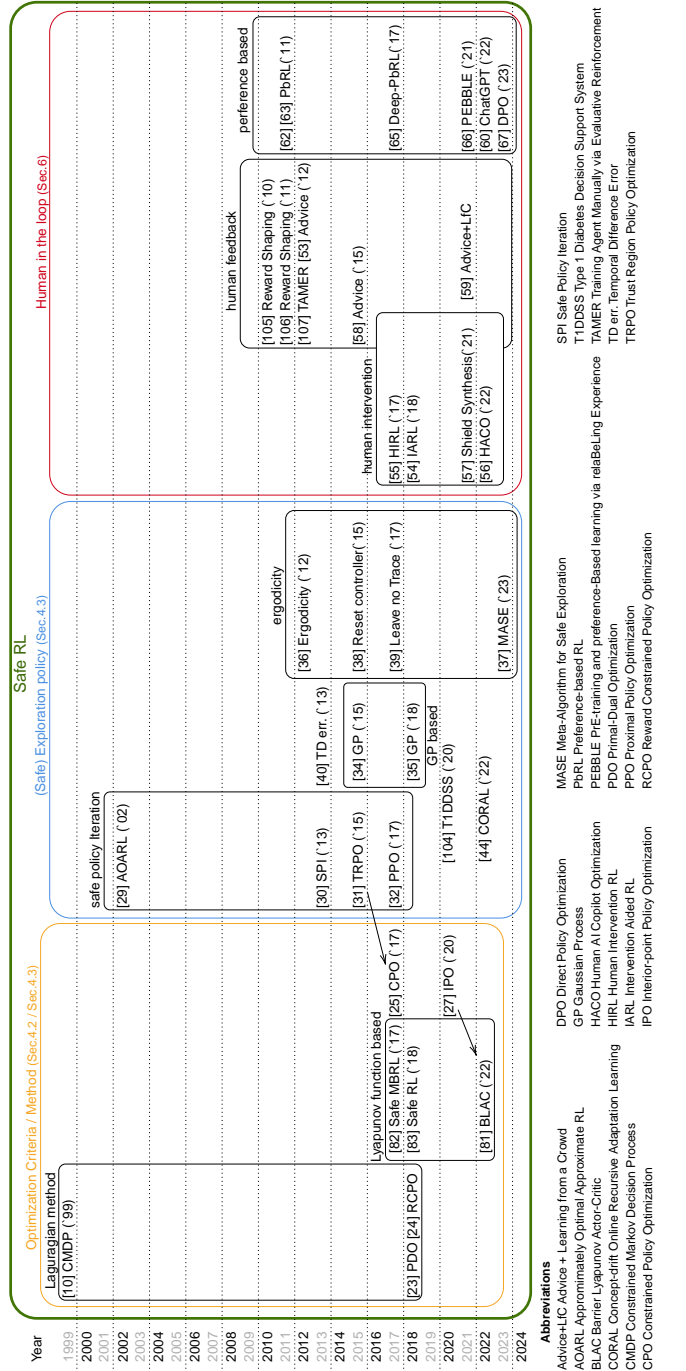 Safe RL
Optimization Criteria / Method (Sec.4.2 / Sec.4.3)
(Safe) Exploration policy (Sec.4.3)
Human in the loop (Sec.6)
Year
1999
2000
2001
2002
2003
2004
2005
2006
2007
2008
2009
2010
2011
2012
2013
2014
2015
2016
2017
2018
2019
2020
2021
2022
2023
2024
Laguragian method
[10] CMDP (`99)
[23] PDO [24] RCPO
Lyapunov function based
[82] Safe MBRL (`17)
[83] Safe RL (`18)
[81] BLAC (`22)
[25] CPO (`17)
[27] IPO (`20)
safe policy Iteration
[29] AOARL (`02)
[30] SPI (`13)
[31] TRPO (`15)
[32] PPO (`17)
[40] TD err. (`13)
[34] GP (`15)
[35] GP (`18)
GP based
[104] T1DDSS (`20)
[44] CORAL (`22)
ergodicity
[36] Ergodicity (`12)
[38] Reset controller(`15)
[39] Leave no Trace (`17)
[37] MASE (`23)
human intervention
[55] HIRL (`17)
[54] IARL (`18)
[57] Shield Synthesis(`21)
[56] HACO (`22)
human feedback
[105] Reward Shaping (`10)
[106] Reward Shaping (`11)
[107] TAMER [53] Advice (`12)
[58] Advice (`15)
[59] Advice+LfC
perference based
[62] [63] PbRL(`11)
[65] Deep-PbRL(`17)
[66] PEBBLE (`21)
[60] ChatGPT (`22)
[67] DPO (`23)
Abbreviations
Advice+LIC Advice + Learning from a Crowd
AOARL Appromimately Optimal Approximate RL
BLAC Barrier Lyapunov Actor-Critic
CORAL Concept-drift Online Recursive Adaptation Learning
CMDP Constrained Markov Decision Process
CPO Constrained Policy Optimization
DPO Direct Policy Optimization
GP Gaussian Process
HACO Human AI Copilot Optimization
HIRL Human Intervention RL
IARL Intervention Aided RL
IPO Interior-point Policy Optimization
MASE Meta-Algorithm for Safe Exploration
PbRL Preference-based RL
PEBBLE PrE-training and preference-Based learning via relaBeLing Experience
PDO Primal-Dual Optimization
PPO Proximal Policy Optimization
RCPO Reward Constrained Policy Optimization
SPI Safe Policy Iteration
T1DDSS Type 1 Diabetes Decision Support System
TAMER Training Agent Manually via Evaluative Reinforcement
TD err. Temporal Difference Error
TRPO Trust Region Policy Optimization